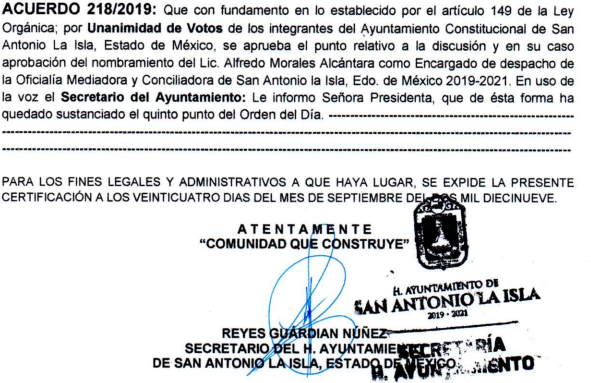 ACUERDO 218/2019: Que con fundamento en lo establecido por el artículo 149 de la Ley
Orgánica; por Unanimidad de Votos de los integrantes del Ayuntamiento Constitucional de San
Antonio La Isla, Estado de México, se aprueba el punto relativo a la discusión y en su caso
aprobación del nombramiento del Lic. Alfredo Morales Alcántara como Encargado de despacho de
la Oficialía Mediadora y Conciliadora de San Antonio la Isla, Edo. de México 2019-2021. En uso de
la voz el Secretario del Ayuntamiento: Le informo Señora Presidenta, que de ésta forma ha
quedado sustanciado el quinto punto del Orden del Día. ------------------------------------------------------
PARA LOS FINES LEGALES Y ADMINISTRATIVOS A QUE HAYA LUGAR, SE EXPIDE LA PRESENTE
CERTIFICACIÓN A LOS VEINTICUATRO DIAS DEL MES DE SEPTIEMBRE DEL DOS MIL DIECINUEVE.
A T E N T A M E N T E
“COMUNIDAD QUE CONSTRUYE”
H. AYUNTAMIENTO DE
SAN ANTONIO LA ISLA
2019 - 2021
REYES GUARDIAN NÚÑEZ
SECRETARIO DEL H. AYUNTAMIENTO
DE SAN ANTONIO LA ISLA, ESTADO DE MÉXICO.
SECRETARÍA
H. AYUNTAMIENTO